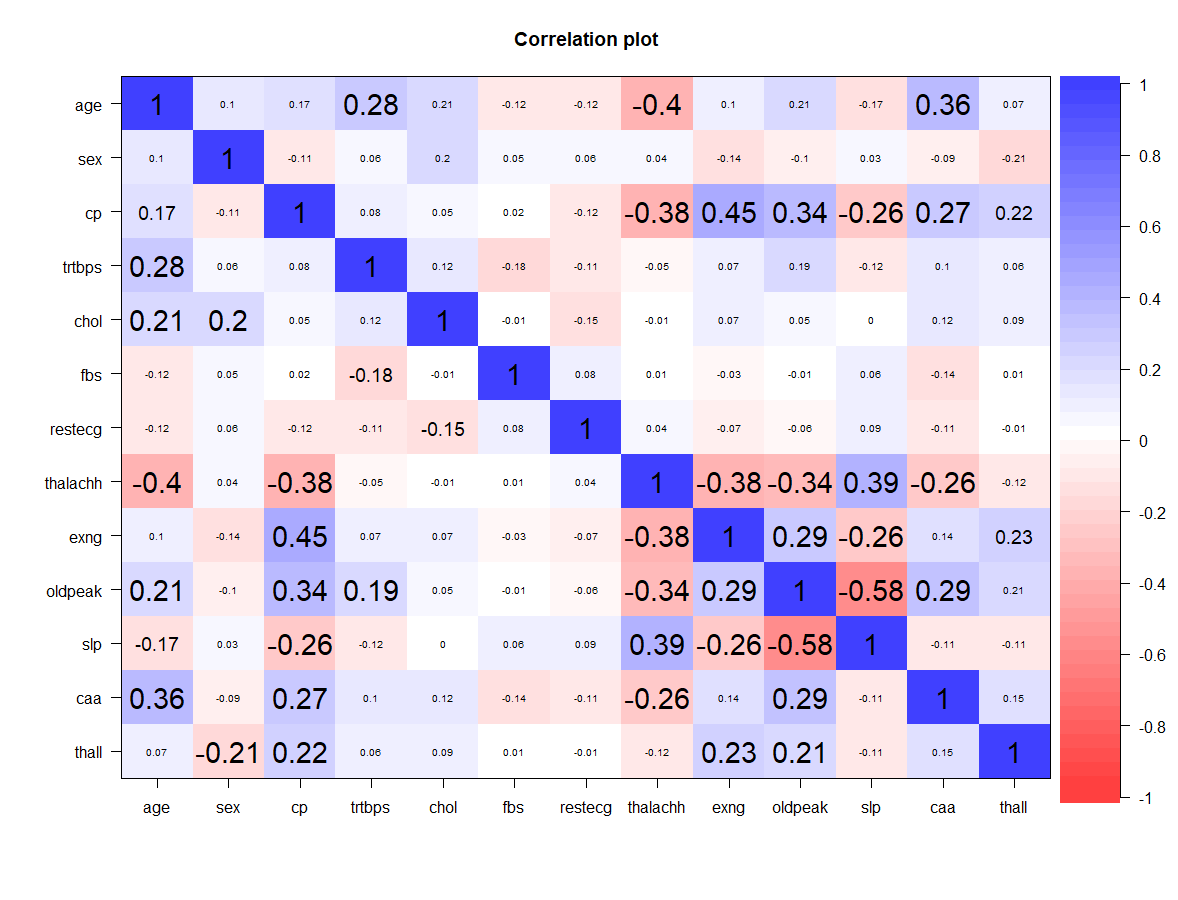 Correlation plot
age 1 0.1 0.17 0.28 0.21 -0.12 -0.12 -0.4 0.1 0.21 -0.17 0.36 0.07 1
sex 0.1 1 -0.11 0.06 0.2 0.05 0.06 0.04 -0.14 -0.1 0.03 -0.09 -0.21 0.8
cp 0.17 -0.11 1 0.08 0.05 0.02 -0.12 -0.38 0.45 0.34 -0.26 0.27 0.22 0.6
trtbps 0.28 0.06 0.08 1 0.12 -0.18 -0.11 -0.05 0.07 0.19 -0.12 0.1 0.06
0.4
chol 0.21 0.2 0.05 0.12 1 -0.01 -0.15 -0.01 0.07 0.05 0 0.12 0.09
fbs -0.12 0.05 0.02 -0.18 -0.01 1 0.08 0.01 -0.03 -0.01 0.06 -0.14 0.01 0.2
restecg -0.12 0.06 -0.12 -0.11 -0.15 0.08 1 0.04 -0.07 -0.06 0.09 -0.11 -0.01 0
thalachh -0.4 0.04 -0.38 -0.05 -0.01 0.01 0.04 1 -0.38 -0.34 0.39 -0.26 -0.12
-0.2
exng 0.1 -0.14 0.45 0.07 0.07 -0.03 -0.07 -0.38 1 0.29 -0.26 0.14 0.23
oldpeak 0.21 -0.1 0.34 0.19 0.05 -0.01 -0.06 -0.34 0.29 1 -0.58 0.29 0.21 -0.4
slp -0.17 0.03 -0.26 -0.12 0 0.06 0.09 0.39 -0.26 -0.58 1 -0.11 -0.11 -0.6
caa 0.36 -0.09 0.27 0.1 0.12 -0.14 -0.11 -0.26 0.14 0.29 -0.11 1 0.15
-0.8
thall 0.07 -0.21 0.22 0.06 0.09 0.01 -0.01 -0.12 0.23 0.21 -0.11 0.15 1
-1
age sex cp trtbps chol fbs restecg thalachh exng oldpeak slp caa thall